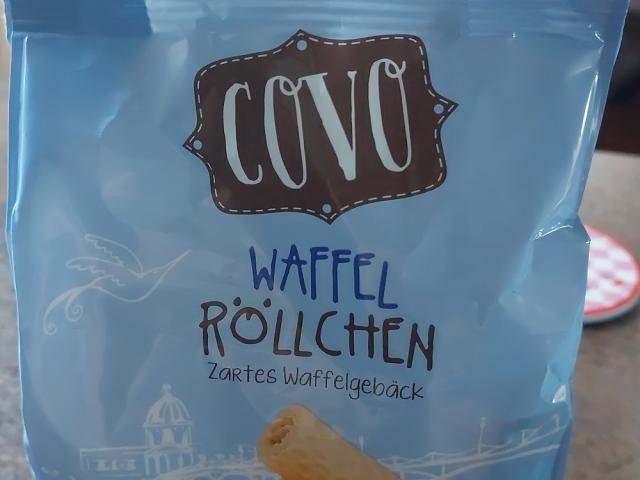 COVO
WAFFEL
RÖLLCHEN
Zartes Waffelgebäck